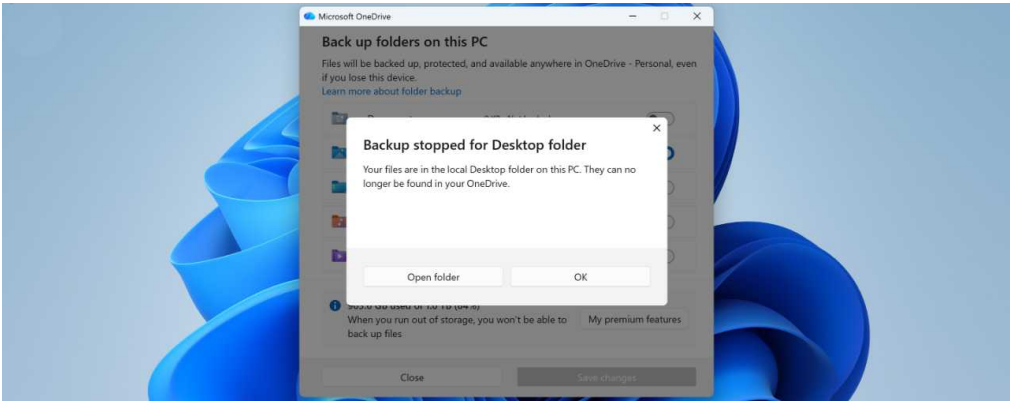 Microsoft OneDrive
Back up folders on this PC
Files will be backed up, protected, and available anywhere in OneDrive - Personal, even
if you lose this device.
Learn more about folder backup
Backup stopped for Desktop folder
Your files are in the local Desktop folder on this PC. They can no
longer be found in your OneDrive.
Open folder
OK
When you run out of storage, you won't be able to
back up files
My premium features
Close
Save changes